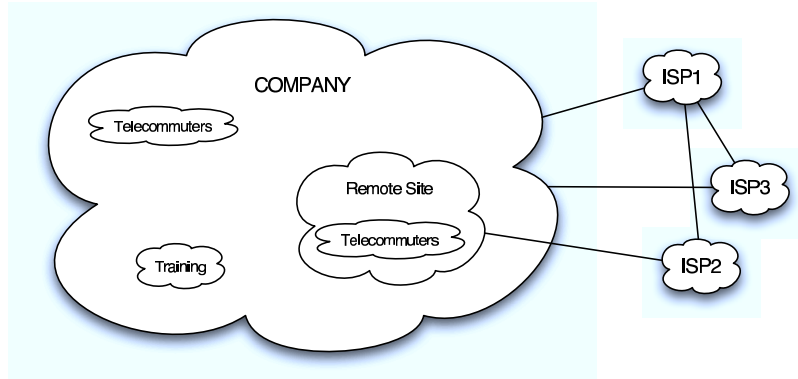 COMPANY
ISP1
Telecommuters
Remote Site
ISP3
Telecommuters
Training
ISP2